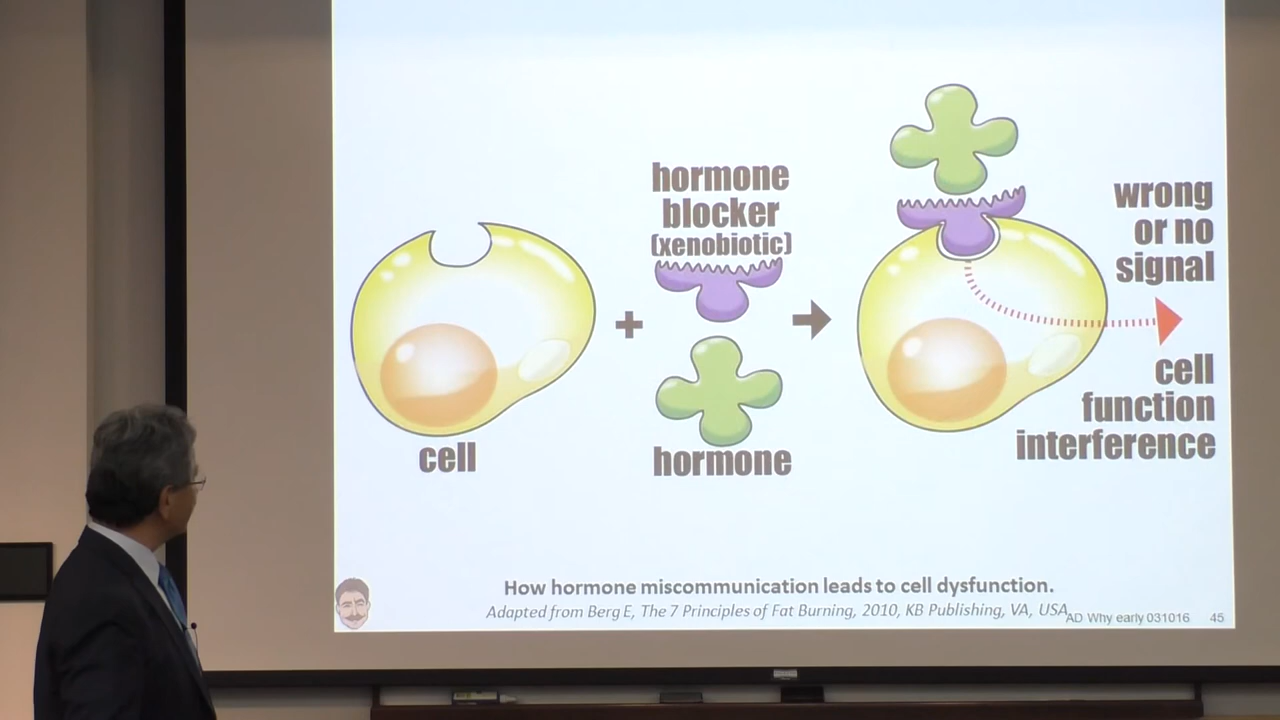 hormone
blocker
(xenobiotic)
wrong
or no
signal
cell
function
interference
cell
hormone
How hormone miscommunication leads to cell dysfunction.
Adapted from Berg E, The 7 Principles of Fat Burning, 2010, KB Publishing, VA, USA.
AD Why early 031016 45